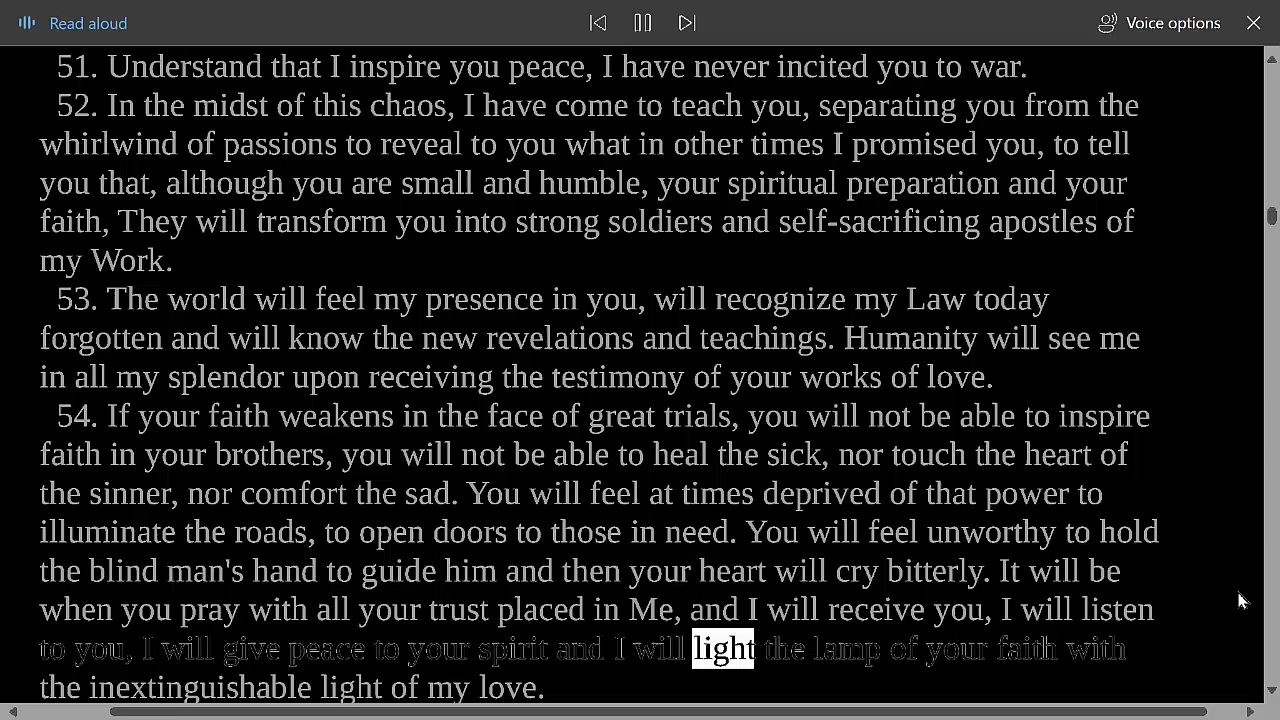 Read aloud
Voice options
51. Understand that I inspire you peace, I have never incited you to war.
52. In the midst of this chaos, I have come to teach you, separating you from the
whirlwind of passions to reveal to you what in other times I promised you, to tell
you that, although you are small and humble, your spiritual preparation and your
faith, They will transform you into strong soldiers and self-sacrificing apostles of
my Work.
53. The world will feel my presence in you, will recognize my Law today
forgotten and will know the new revelations and teachings. Humanity will see me
in all my splendor upon receiving the testimony of your works of love.
54. If your faith weakens in the face of great trials, you will not be able to inspire
faith in your brothers, you will not be able to heal the sick, nor touch the heart of
the sinner, nor comfort the sad. You will feel at times deprived of that power to
illuminate the roads, to open doors to those in need. You will feel unworthy to hold
the blind man's hand to guide him and then your heart will cry bitterly. It will be
when you pray with all your trust placed in Me, and I will receive you, I will listen
to you, I will give peace to your spirit and I will light the lamp of your faith with
the inextinguishable light of my love.